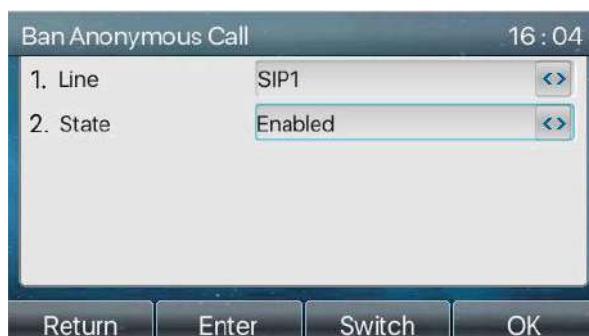 Ban Anonymous Call 16:04
1. Line SIP1 <>
2. State Enabled <>
Return Enter Switch OK